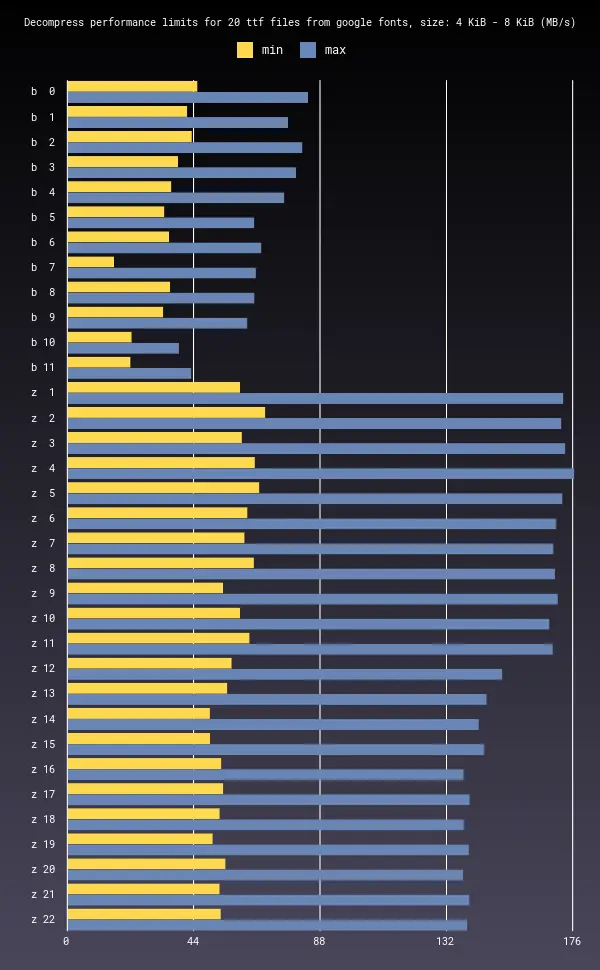 Decompress performance limits for 20 ttf files from google fonts, size: 4 KiB - 8 KiB (MB/s)
min max
b 0
b 1
b 2
b 3
b 4
b 5
b 6
b 7
b 8
b 9
b 10
b 11
z 1
z 2
z 3
z 4
z 5
z 6
z 7
z 8
z 9
z 10
z 11
z 12
z 13
z 14
z 15
z 16
z 17
z 18
z 19
z 20
z 21
z 22
0 44 88 132 176